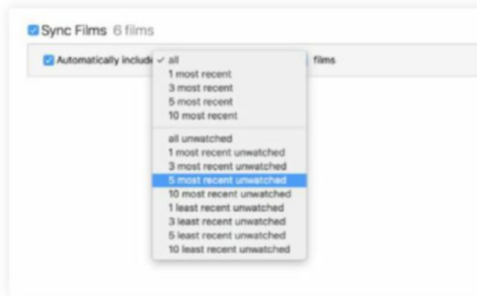 Sync Films 6 films
Automatically include ✓ all films
1 most recent
3 most recent
5 most recent
10 most recent
all unwatched
1 most recent unwatched
3 most recent unwatched
5 most recent unwatched
10 most recent unwatched
1 least recent unwatched
3 least recent unwatched
5 least recent unwatched
10 least recent unwatched